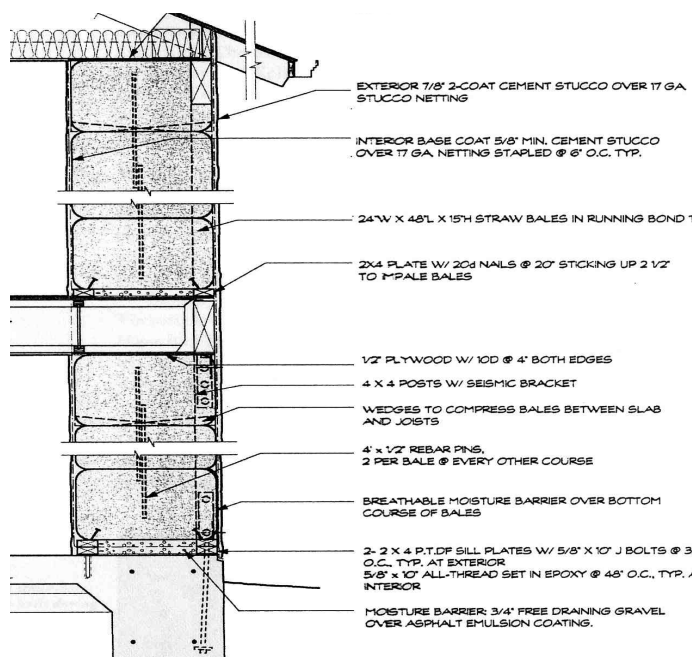 EXTERIOR 7/8" 2-COAT CEMENT STUCCO OVER 17 GA.
STUCCO NETTING
INTERIOR BASE COAT 5/8" MIN. CEMENT STUCCO
OVER 17 GA. NETTING STAPLED @ 6" O.C. TYP.
24"W X 48"L X 15"H STRAW BALES IN RUNNING BOND
2X4 PLATE W/ 20d NAILS @ 20" STICKING UP 2 1/2"
TO IMPALE BALES
1/2" PLYWOOD W/ 10D @ 4" BOTH EDGES
4 X 4 POSTS W/ SEISMIC BRACKET
WEDGES TO COMPRESS BALES BETWEEN SLAB
AND JOISTS
4' x 1/2" REBAR PINS,
2 PER BALE @ EVERY OTHER COURSE
BREATHABLE MOISTURE BARRIER OVER BOTTOM
COURSE OF BALES
2- 2 X 4 P.T.DF SILL PLATES W/ 5/8" X 10" J BOLTS @
O.C., TYP. AT EXTERIOR
5/8" x 10" ALL-THREAD SET IN EPOXY @ 48" O.C., TYP.
INTERIOR
MOISTURE BARRIER: 3/4" FREE DRAINING GRAVEL
OVER ASPHALT EMULSION COATING.